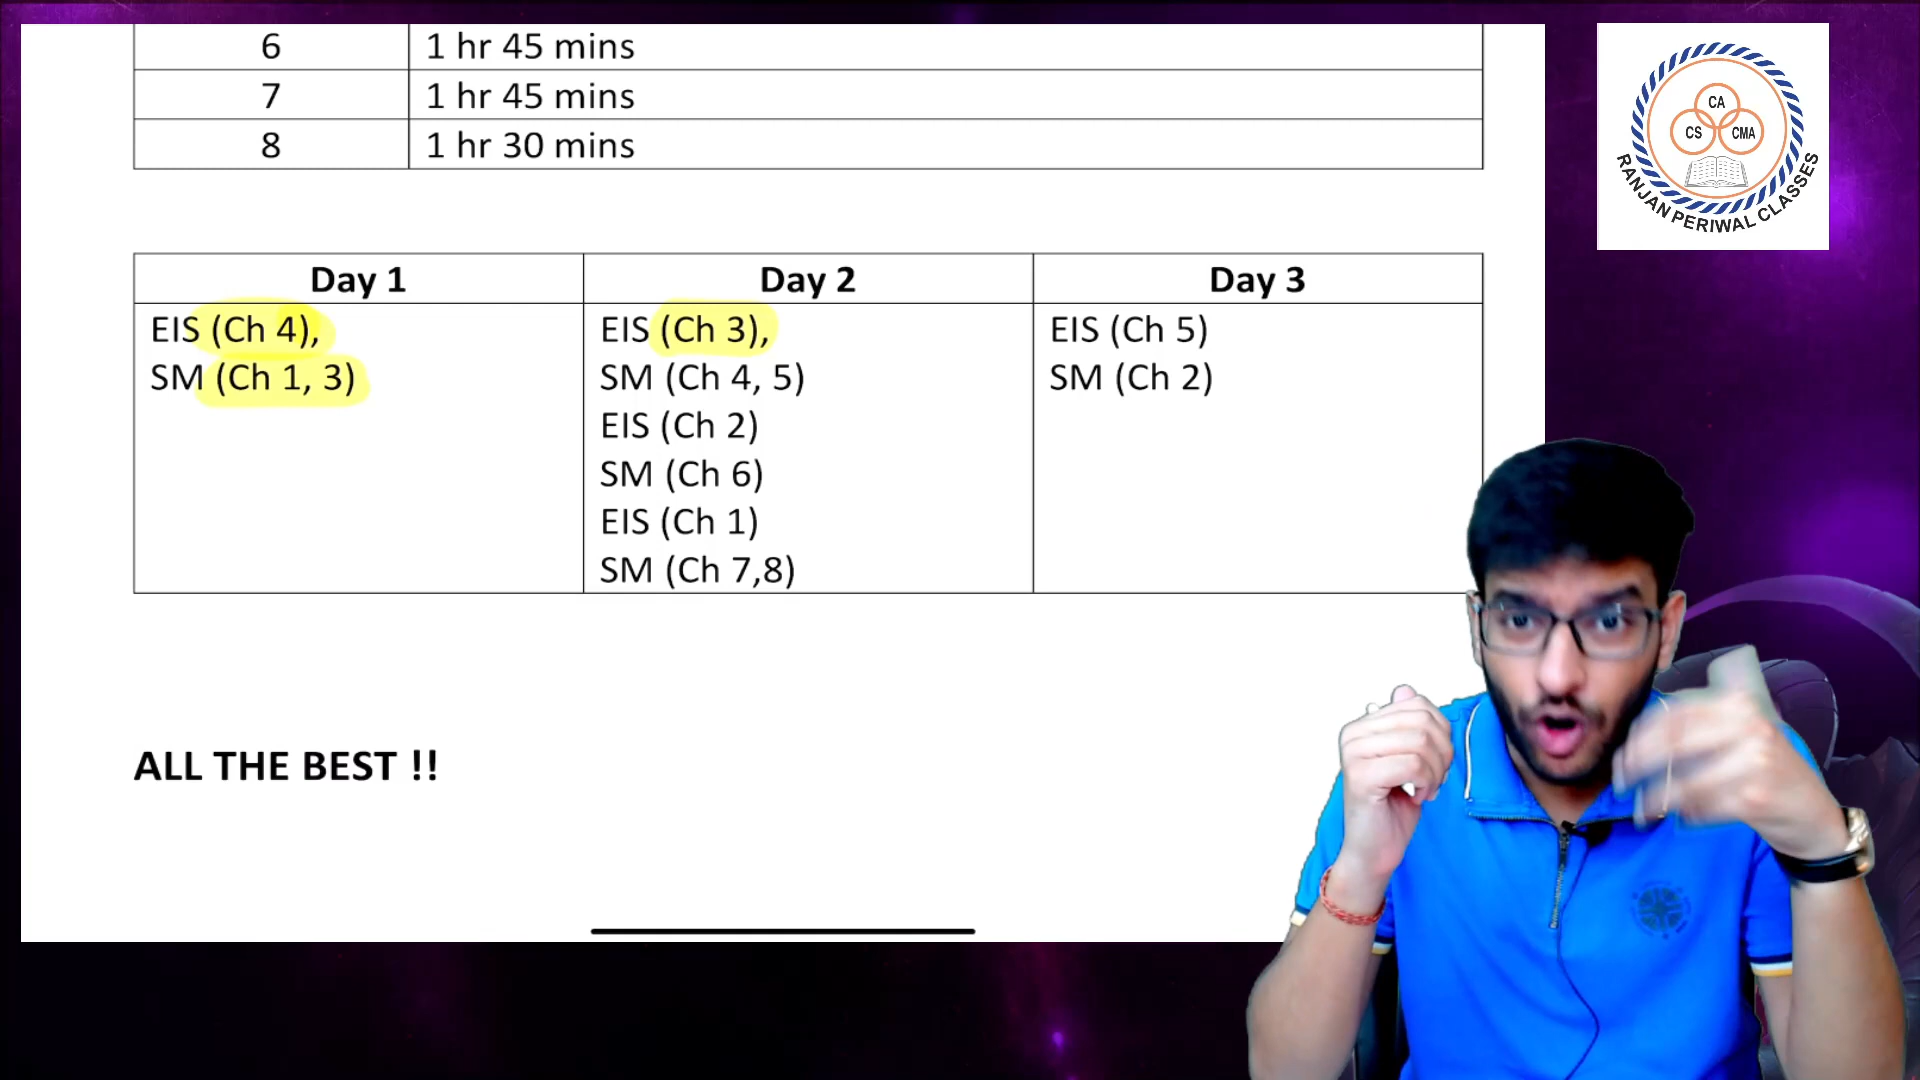 6 1 hr 45 mins
7 1 hr 45 mins
8 1 hr 30 mins
Day 1 Day 2 Day 3
EIS (Ch 4), EIS (Ch 3), EIS (Ch 5)
SM (Ch 1, 3) SM (Ch 4, 5) SM (Ch 2)
EIS (Ch 2)
SM (Ch 6)
EIS (Ch 1)
SM (Ch 7,8)
ALL THE BEST !!
CA
CS CMA
RANJAN PERIWAL CLASSES